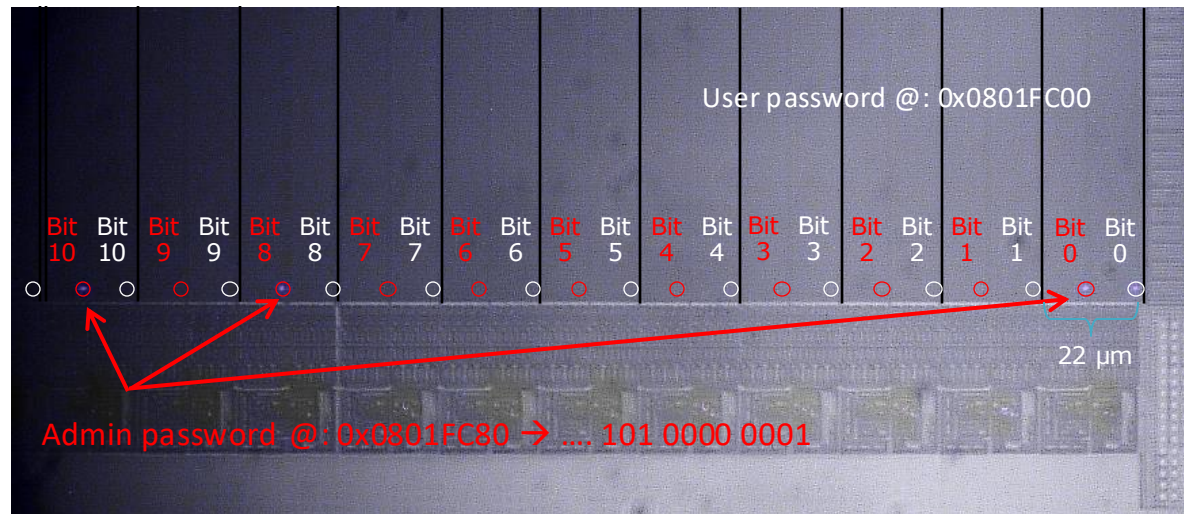 User password @: 0x0801FC00
Bit Bit Bit Bit Bit Bit Bit Bit Bit Bit Bit Bit Bit Bit Bit Bit Bit Bit Bit Bit Bit Bit
10 10 9 9 8 8 7 7 6 6 5 5 4 4 3 3 2 2 1 1 0 0
22 µm
Admin password @: 0x0801FC80 → .... 101 0000 0001